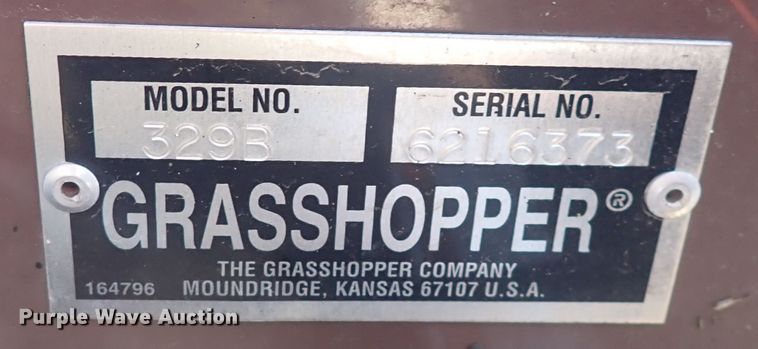 MODEL NO. SERIAL NO.
329B 6216373
GRASSHOPPER®
THE GRASSHOPPER COMPANY
164796 MOUNDRIDGE, KANSAS 67107 U.S.A.
Purple Wave Auction